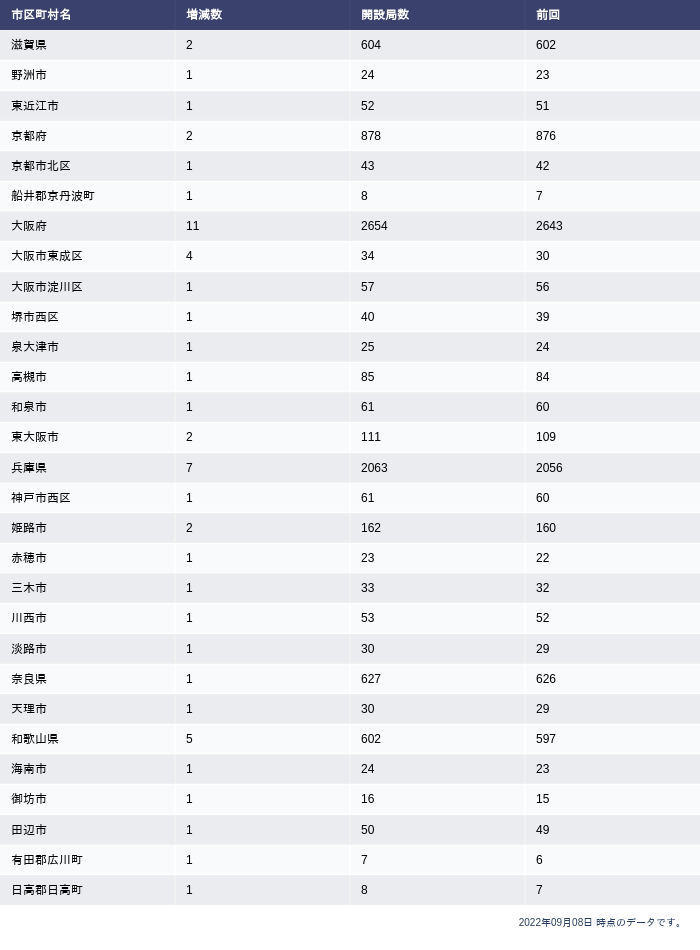 市区町村名 増減数 開設局数 前回
滋賀県 2 604 602
野洲市 1 24 23
東近江市 1 52 51
京都府 2 878 876
京都市北区 1 43 42
船井郡京丹波町 1 8 7
大阪府 11 2654 2643
大阪市東成区 4 34 30
大阪市淀川区 1 57 56
堺市西区 1 40 39
泉大津市 1 25 24
高槻市 1 85 84
和泉市 1 61 60
東大阪市 2 111 109
兵庫県 7 2063 2056
神戸市西区 1 61 60
姫路市 2 162 160
赤穂市 1 23 22
三木市 1 33 32
川西市 1 53 52
淡路市 1 30 29
奈良県 1 627 626
天理市 1 30 29
和歌山県 5 602 597
海南市 1 24 23
御坊市 1 16 15
田辺市 1 50 49
有田郡広川町 1 7 6
日高郡日高町 1 8 7
2022年09月08日 時点のデータです。